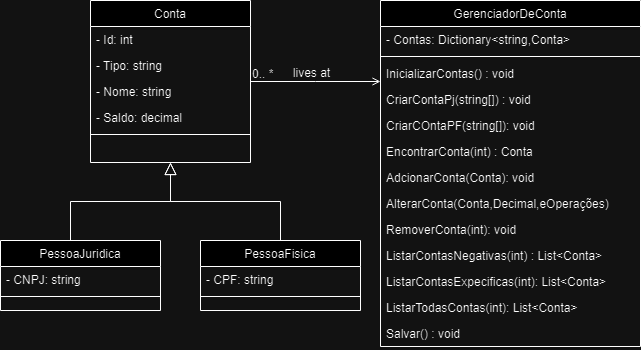 Conta
- Id: int
- Tipo: string
- Nome: string
- Saldo: decimal
0.. *
lives at
GerenciadorDeConta
- Contas: Dictionary<string,Conta>
InicializarContas() : void
CriarContaPj(string[]) : void
CriarCOntaPF(string[]): void
EncontrarConta(int) : Conta
AdcionarConta(Conta): void
AlterarConta(Conta,Decimal,eOperações)
RemoverConta(int): void
ListarContasNegativas(int) : List<Conta>
ListarContasExpecificas(int): List<Conta>
ListarTodasContas(int): List<Conta>
Salvar() : void
PessoaJuridica
- CNPJ: string
PessoaFisica
- CPF: string